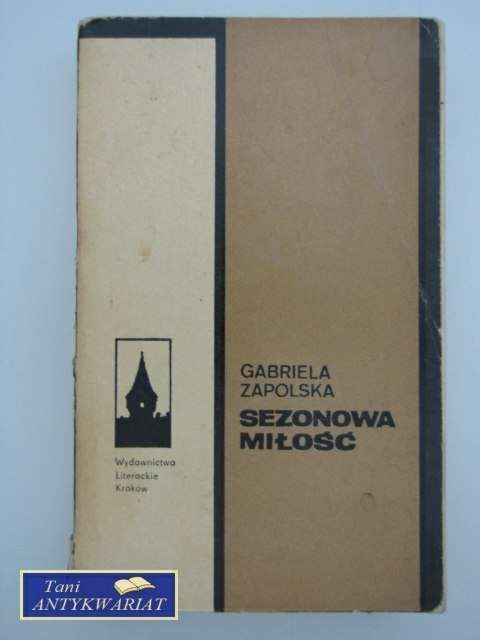 GABRIELA
ZAPOLSKA
SEZONOWA
MIŁOŚĆ
Wydawnictwo
Literackie
Kraków
Tani
ANTYKWARIAT